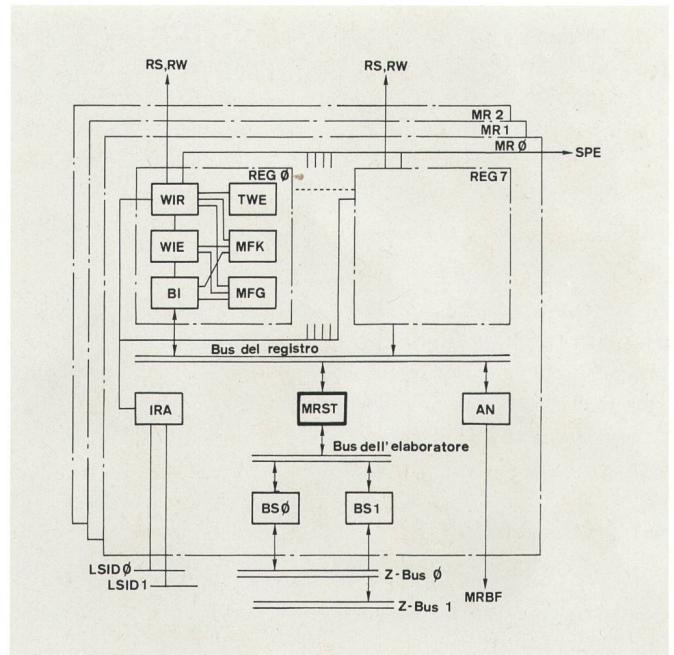 RS,RW
RS,RW
MR 2
MR 1
MR Ø
SPE
REG Ø
REG 7
WIR
TWE
WIE
MFK
BI
MFG
Bus del registro
IRA
MRST
AN
Bus dell'elaboratore
BSØ
BS1
LSIDØ
Z-Bus Ø
LSID1
MRBF
Z-Bus 1